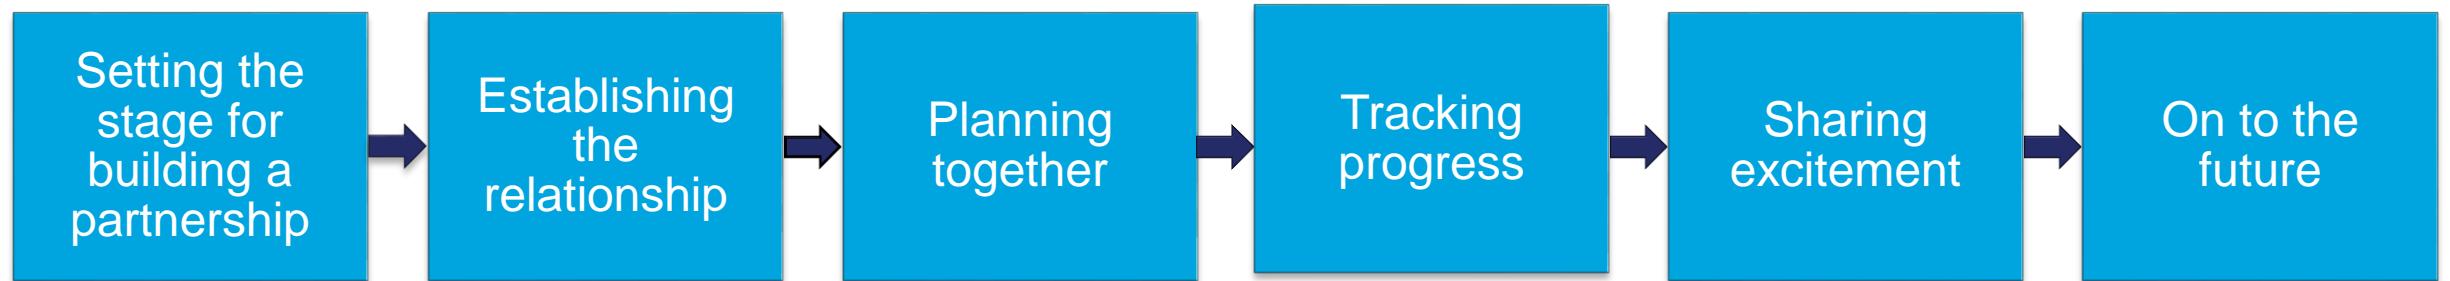 Setting the
stage for
building a
partnership
Establishing
the
relationship
Planning
together
Tracking
progress
Sharing
excitement
On to the
future